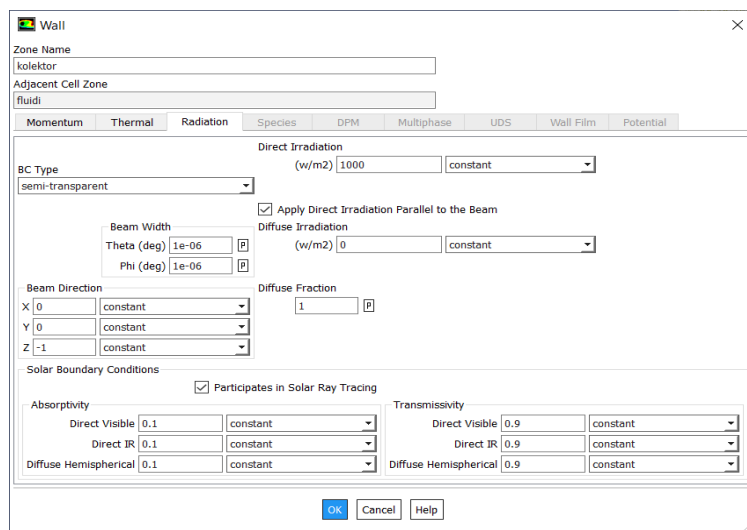 Wall
Zone Name
kolektor
Adjacent Cell Zone
fluidi
Momentum Thermal Radiation Species DPM Multiphase UDS Wall Film Potential
Direct Irradiation
(w/m2) 1000 constant
BC Type
semi-transparent
Apply Direct Irradiation Parallel to the Beam
Beam Width
Theta (deg) 1e-06 P
Phi (deg) 1e-06 P
Diffuse Irradiation
(w/m2) 0 constant
Beam Direction
X 0 constant
Y 0 constant
Z -1 constant
Diffuse Fraction
1 P
Solar Boundary Conditions
Participates in Solar Ray Tracing
Absorptivity
Direct Visible 0.1 constant
Direct IR 0.1 constant
Diffuse Hemispherical 0.1 constant
Transmissivity
Direct Visible 0.9 constant
Direct IR 0.9 constant
Diffuse Hemispherical 0.9 constant
OK Cancel Help